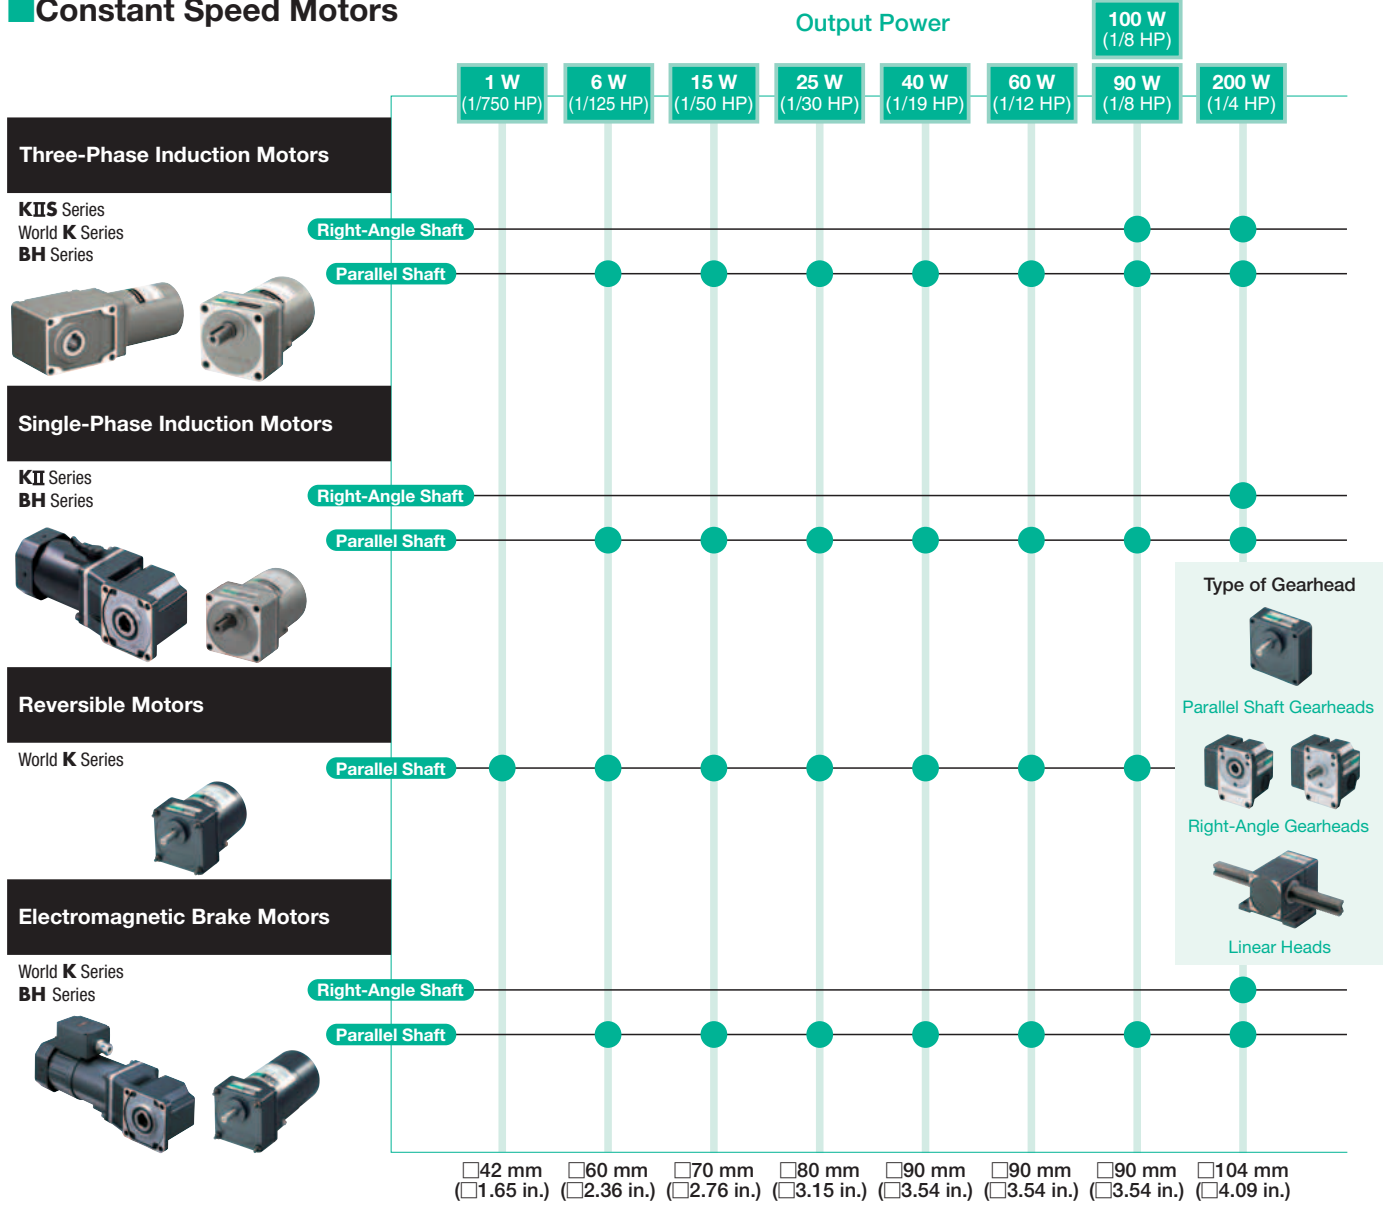 Constant Speed Motors
Output Power
100 W
(1/8 HP)
1 W
(1/750 HP)
6 W
(1/125 HP)
15 W
(1/50 HP)
25 W
(1/30 HP)
40 W
(1/19 HP)
60 W
(1/12 HP)
90 W
(1/8 HP)
200 W
(1/4 HP)
Three-Phase Induction Motors
KⅡS Series
World K Series
BH Series
Right-Angle Shaft
Parallel Shaft
Single-Phase Induction Motors
KⅡ Series
BH Series
Right-Angle Shaft
Parallel Shaft
Type of Gearhead
Parallel Shaft Gearheads
Right-Angle Gearheads
Linear Heads
Reversible Motors
World K Series
Parallel Shaft
Electromagnetic Brake Motors
World K Series
BH Series
Right-Angle Shaft
Parallel Shaft
□42 mm
(□1.65 in.)
□60 mm
(□2.36 in.)
□70 mm
(□2.76 in.)
□80 mm
(□3.15 in.)
□90 mm
(□3.54 in.)
□90 mm
(□3.54 in.)
□90 mm
(□3.54 in.)
□104 mm
(□4.09 in.)